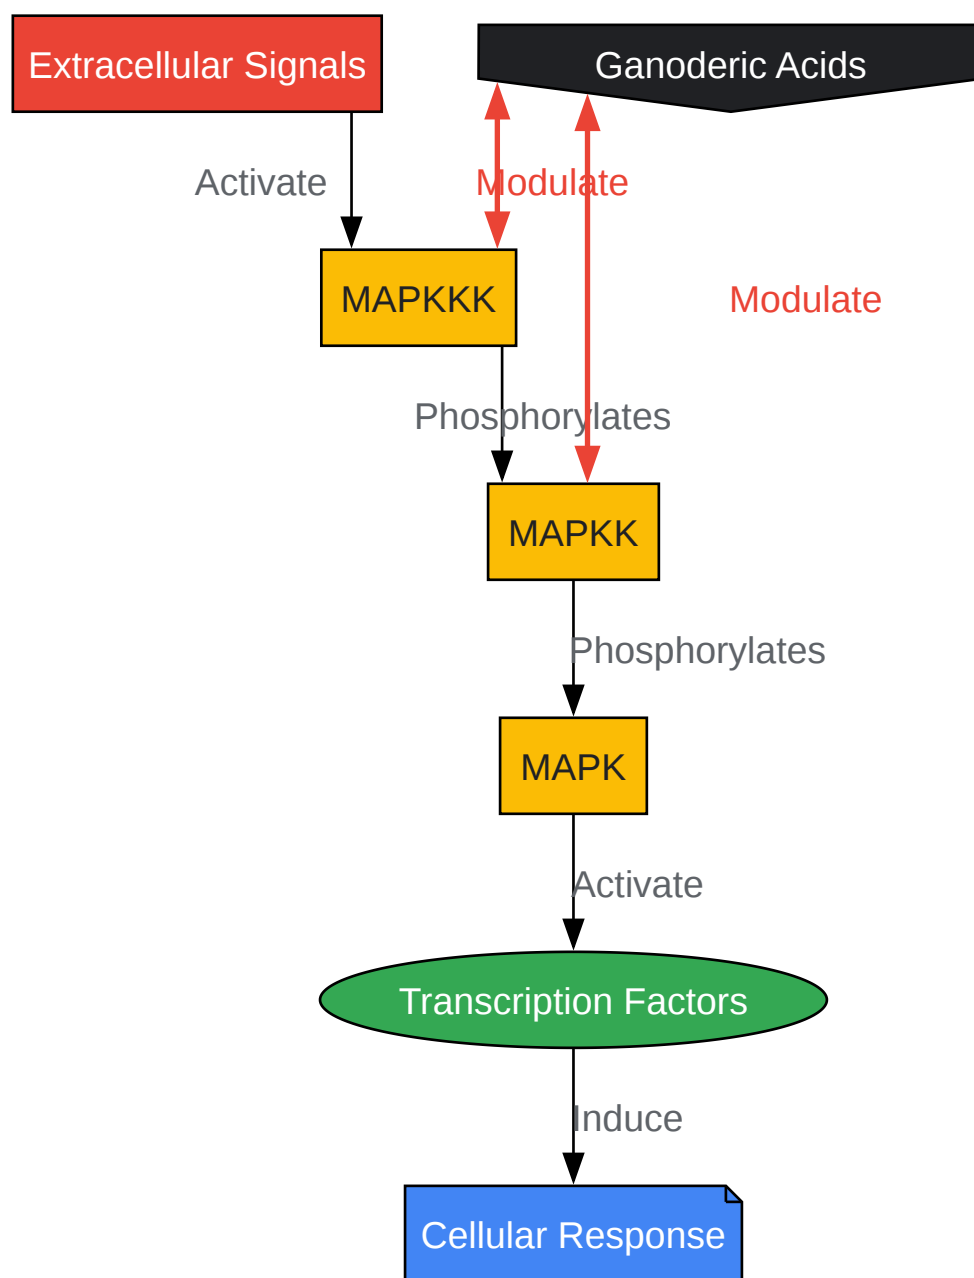 Extracellular Signals
Ganoderic Acids
Activate
Modulate
MAPKKK
Modulate
Phosphorylates
MAPKK
Phosphorylates
MAPK
Activate
Transcription Factors
Induce
Cellular Response